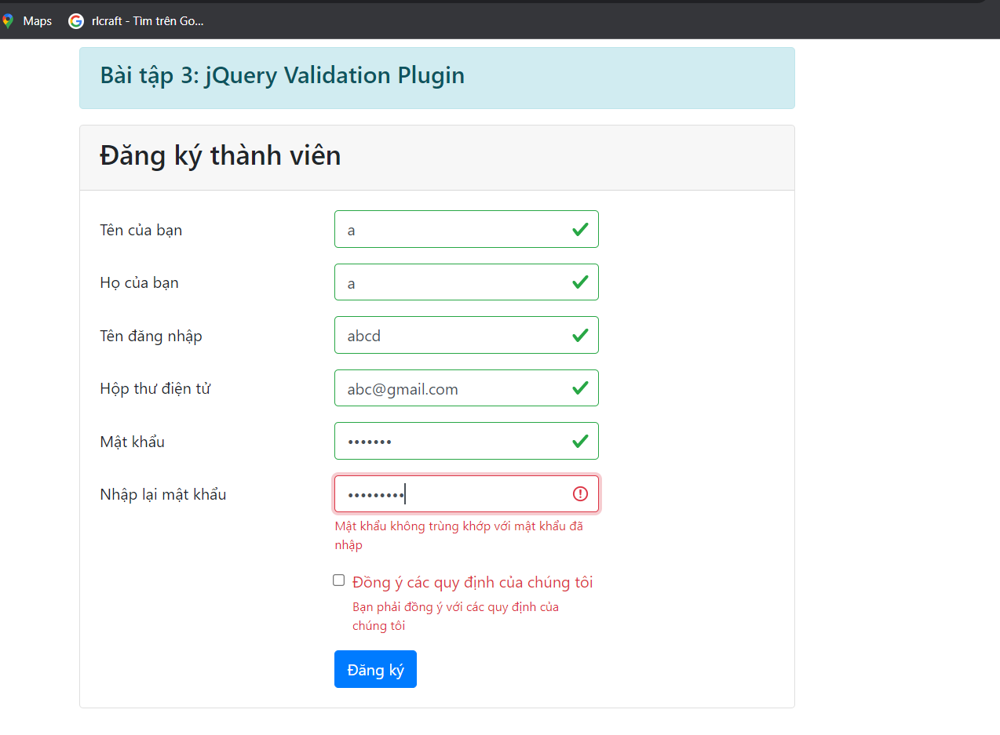 Maps rlcraft - Tìm trên Go...
Bài tập 3: jQuery Validation Plugin
Đăng ký thành viên
Tên của bạn a
Họ của bạn a
Tên đăng nhập abcd
Hộp thư điện tử abc@gmail.com
Mật khẩu •••••••
Nhập lại mật khẩu •••••••••
Mật khẩu không trùng khớp với mật khẩu đã
nhập
Đồng ý các quy định của chúng tôi
Bạn phải đồng ý với các quy định của
chúng tôi
Đăng ký